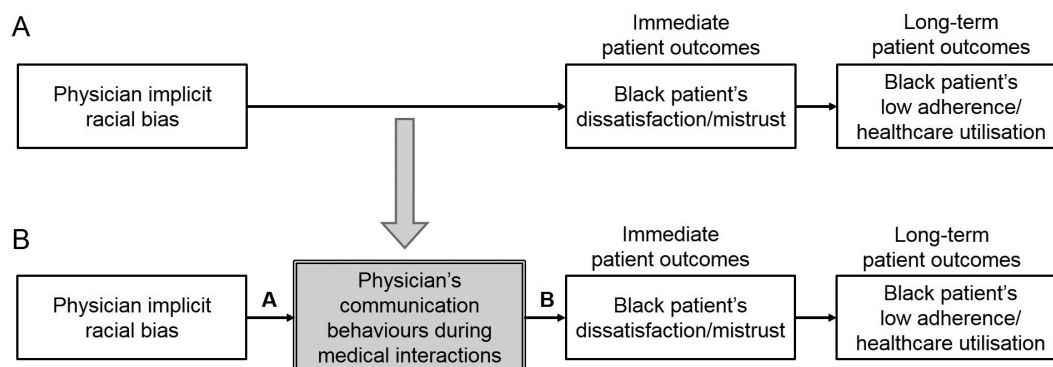 A
Immediate
patient outcomes
Long-term
patient outcomes
Physician implicit
racial bias
Black patient’s
dissatisfaction/mistrust
Black patient’s
low adherence/
healthcare utilisation
B
Immediate
patient outcomes
Long-term
patient outcomes
Physician implicit
racial bias
A
Physician’s
communication
behaviours during
medical interactions
B
Black patient’s
dissatisfaction/mistrust
Black patient’s
low adherence/
healthcare utilisation